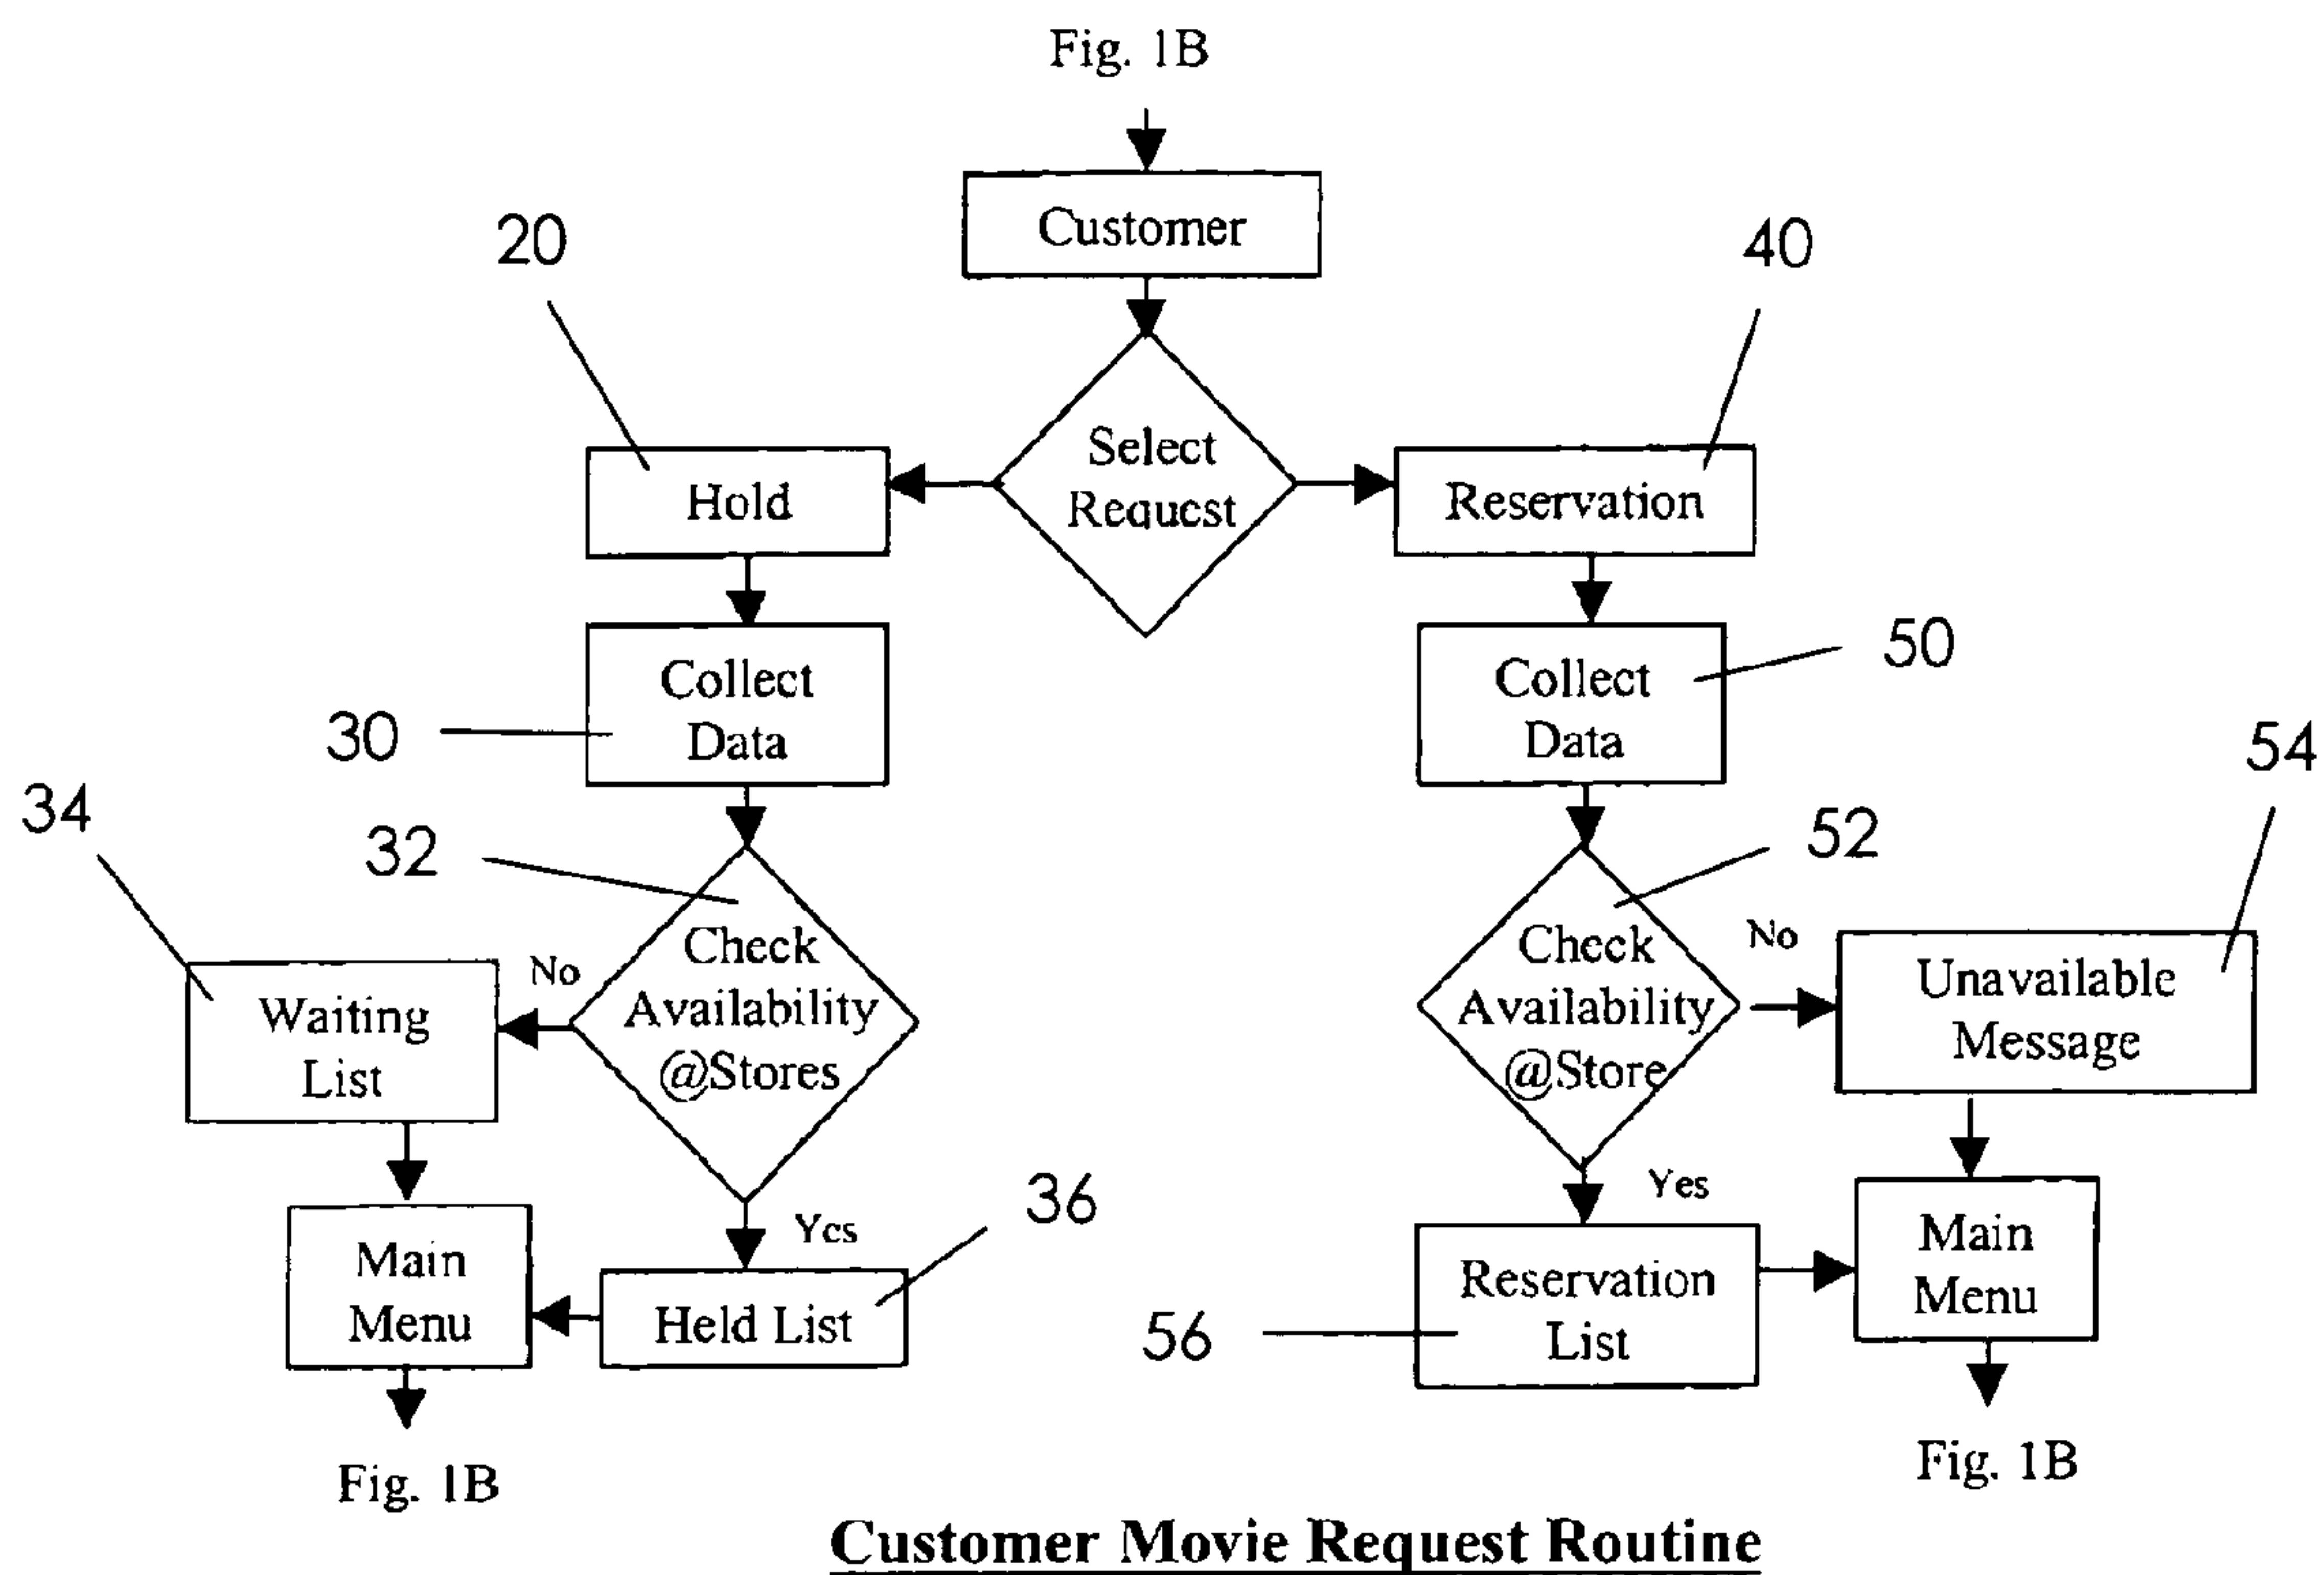 Fig. 1B
Customer
20
40
Select
Request
Hold
Reservation
Collect
Data
30
Collect
Data
50
54
34
32
52
Check
Availability
@Stores
No
Waiting
List
Check
Availability
@Store
No
Unavailable
Message
Yes
36
Yes
Main
Menu
Held List
Reservation
List
56
Main
Menu
Fig. 1B
Fig. 1B
Customer Movie Request Routine